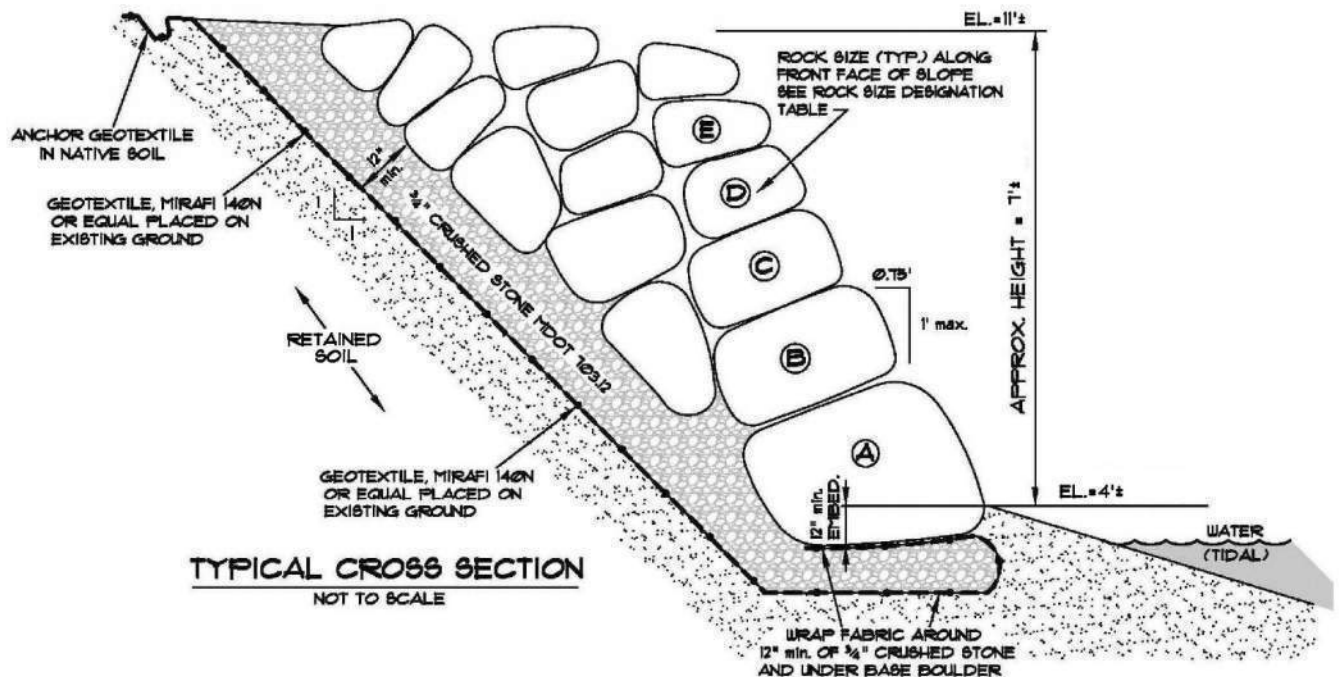 EL.=11'±
ROCK SIZE (TYP.) ALONG
FRONT FACE OF SLOPE
SEE ROCK SIZE DESIGNATION
TABLE
ANCHOR GEOTEXTILE
IN NATIVE SOIL
12"
min.
E
GEOTEXTILE, MIRAFI 140N
OR EQUAL PLACED ON
EXISTING GROUND
1
1
D
3/4" CRUSHED STONE MDOT 703.12
C
0.75'
1' max.
APPROX. HEIGHT = 7'±
RETAINED
SOIL
B
A
GEOTEXTILE, MIRAFI 140N
OR EQUAL PLACED ON
EXISTING GROUND
12" min.
EMBED.
EL.=4'±
WATER
(TIDAL)
TYPICAL CROSS SECTION
NOT TO SCALE
WRAP FABRIC AROUND
12" min. OF 3/4" CRUSHED STONE
AND UNDER BASE BOULDER